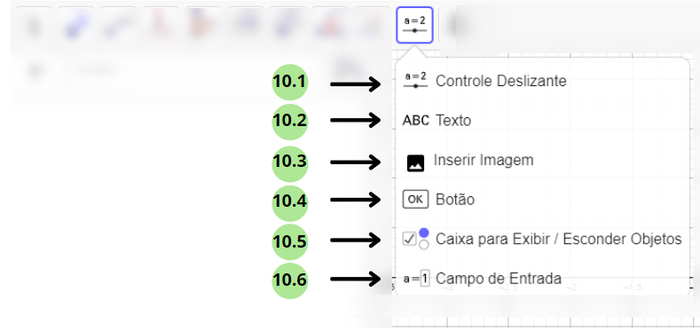 a=2
10.1 a=2 Controle Deslizante
10.2 ABC Texto
10.3 Inserir Imagem
10.4 OK Botão
10.5 Caixa para Exibir / Esconder Objetos
10.6 a=1 Campo de Entrada